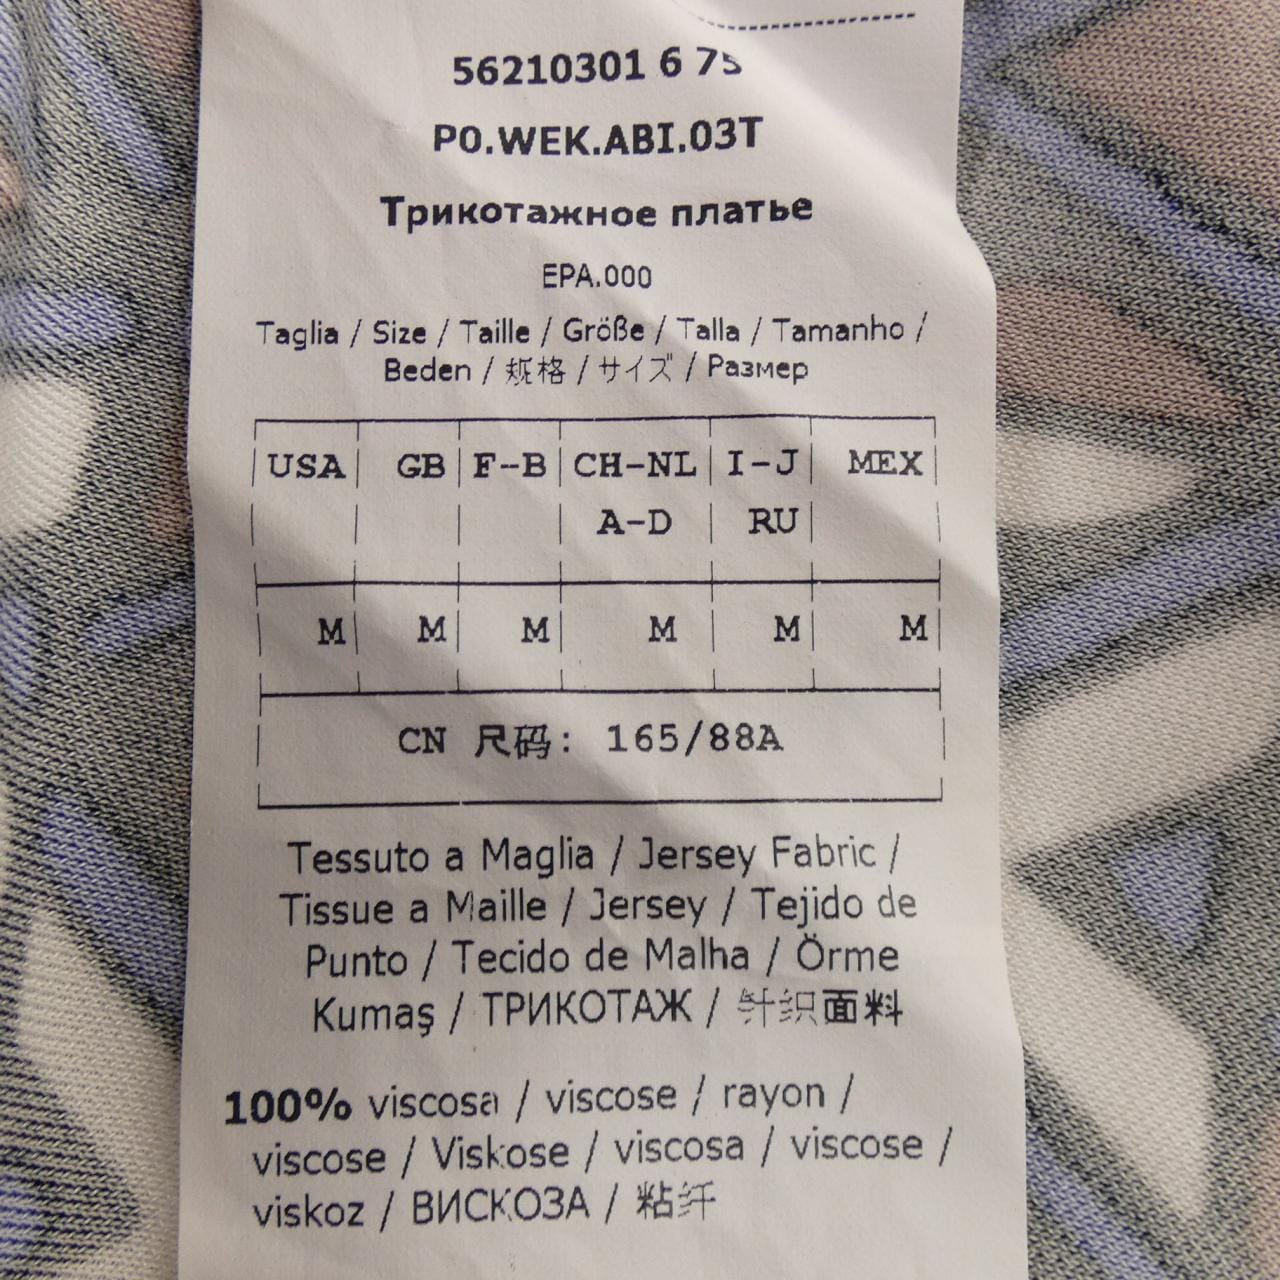 56210301 6 75
P0.WEK.ABI.03T
Трикотажное платье
EPA.000
Taglia / Size / Taille / Größe / Talla / Tamanho /
Beden / 规格 / サイズ / Размер
USA GB F-B CH-NL I-J MEX
A-D RU
M M M M M M
CN 尺码: 165/88A
Tessuto a Maglia / Jersey Fabric /
Tissue a Maille / Jersey / Tejido de
Punto / Tecido de Malha / Örme
Kumaş / ТРИКОТАЖ / 针织面料
100% viscosa / viscose / rayon /
viscose / Viskose / viscosa / viscose /
viskoz / ВИСКОЗА / 粘纤